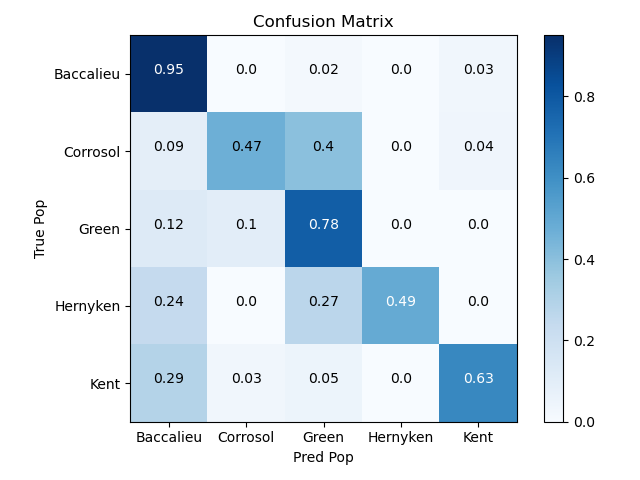 Confusion Matrix
True Pop
Baccalieu 0.95 0.0 0.02 0.0 0.03
Corrosol 0.09 0.47 0.4 0.0 0.04
Green 0.12 0.1 0.78 0.0 0.0
Hernyken 0.24 0.0 0.27 0.49 0.0
Kent 0.29 0.03 0.05 0.0 0.63
Baccalieu Corrosol Green Hernyken Kent
Pred Pop
0.8
0.6
0.4
0.2
0.0